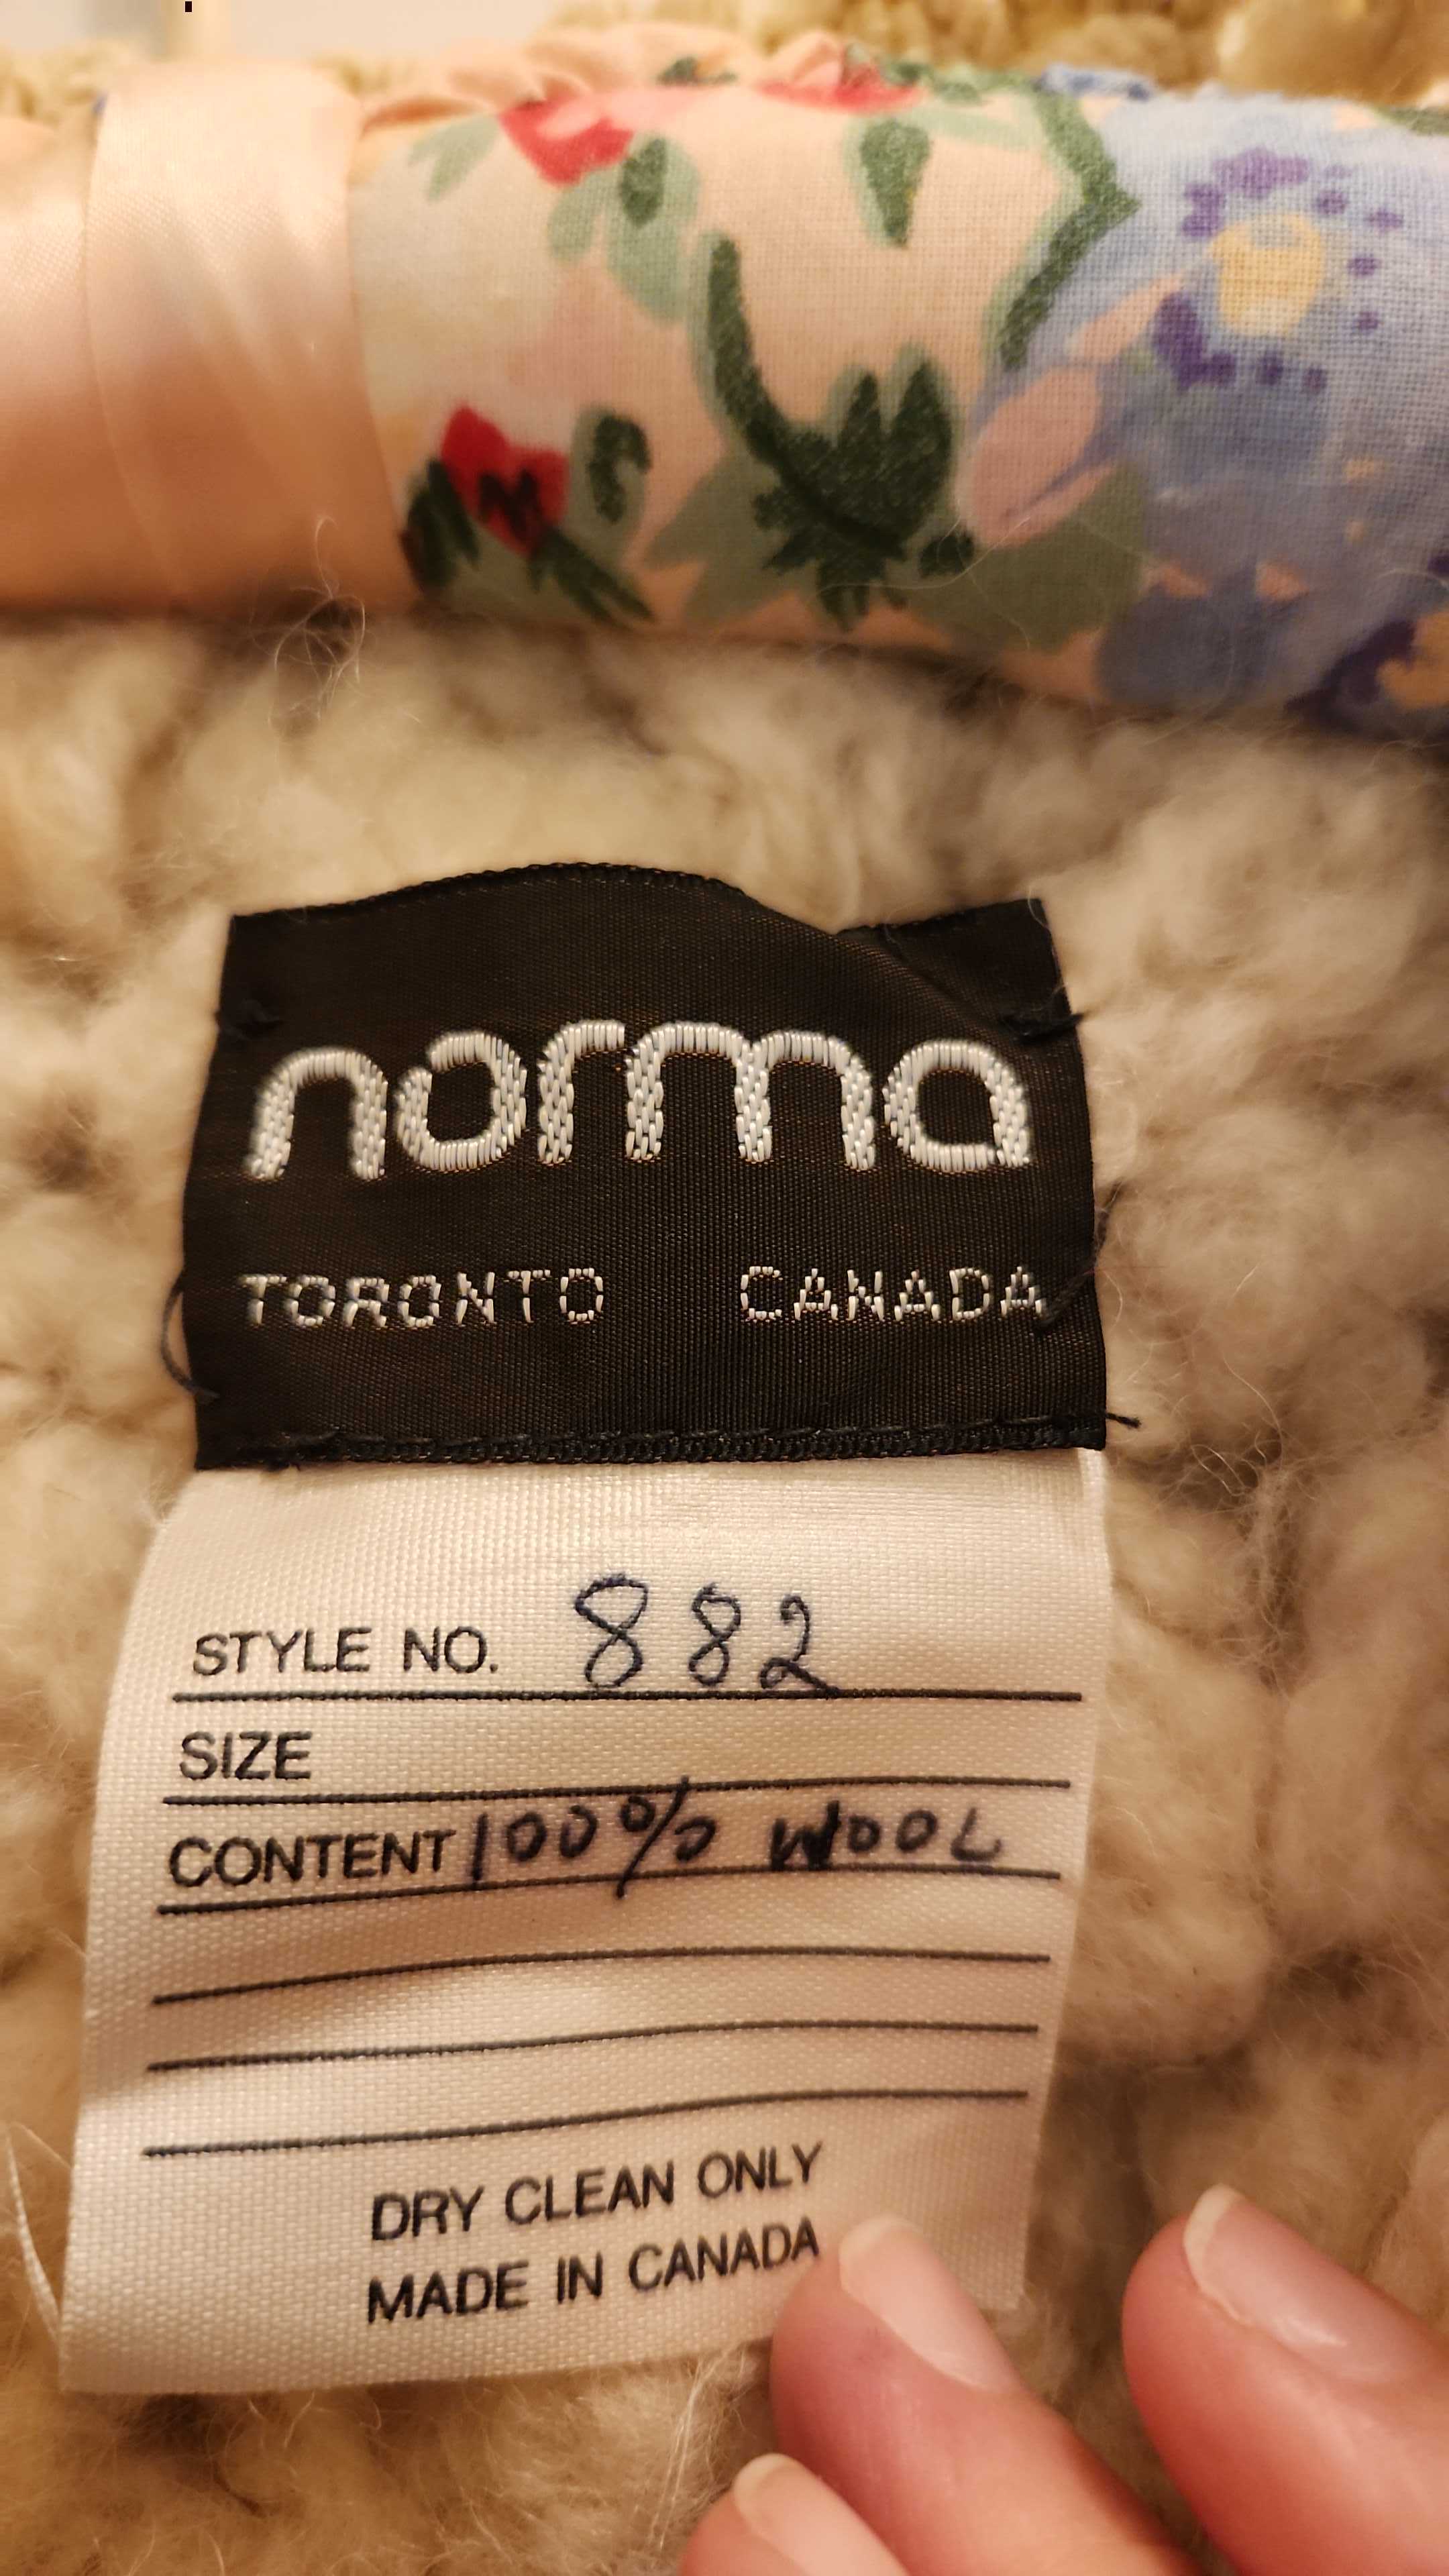 norma
TORONTO CANADA
STYLE NO. 882
SIZE
CONTENT 100% WOOL
DRY CLEAN ONLY
MADE IN CANADA